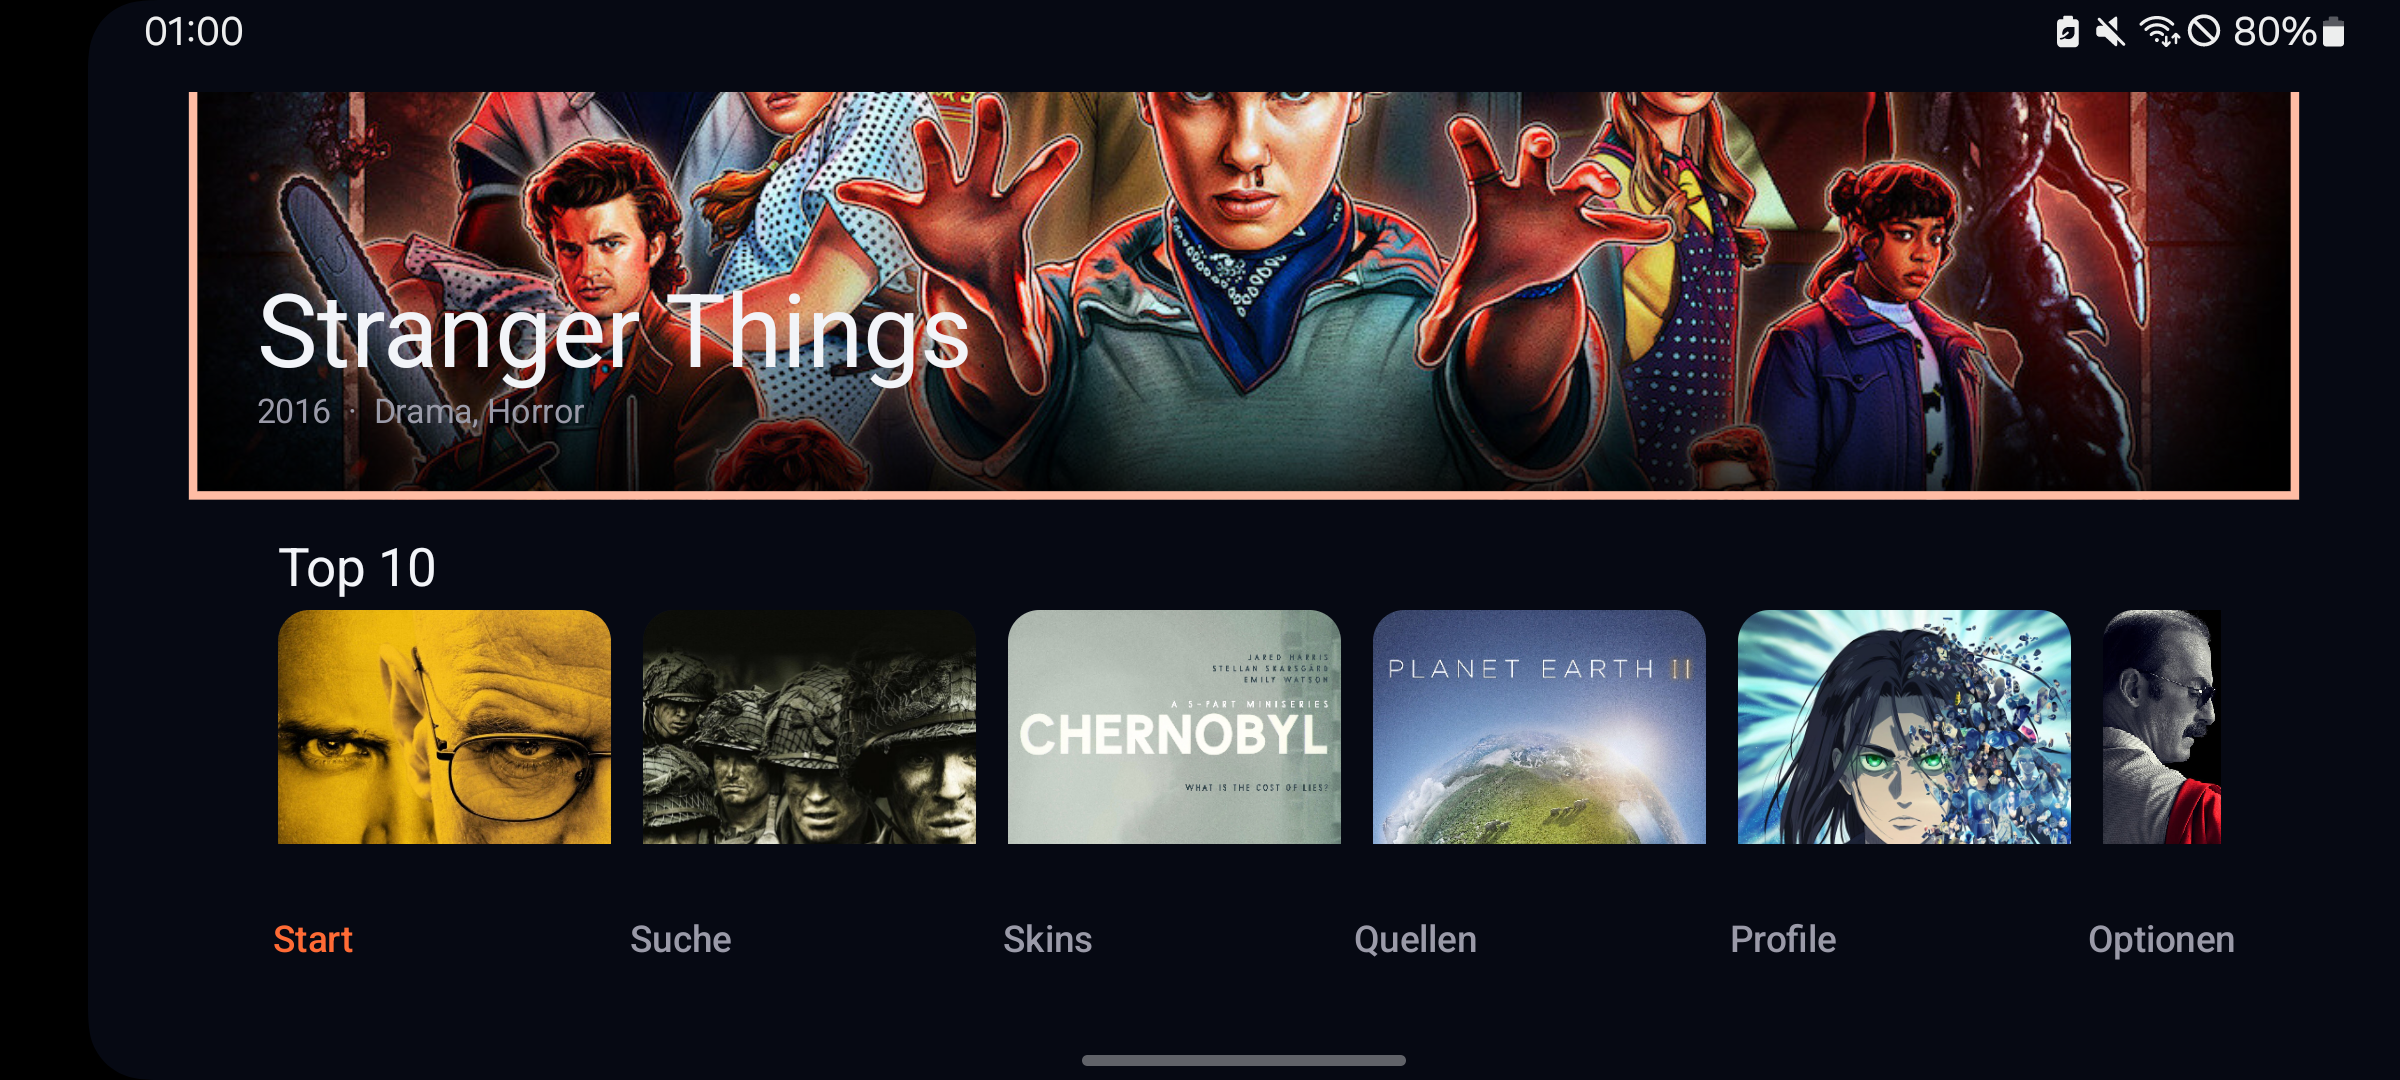 01:00
80%
Stranger Things
2016 · Drama, Horror
Top 10
JARED HARRIS
STELLAN SKARSGÅRD
EMILY WATSON
A 5-PART MINISERIES
CHERNOBYL
WHAT IS THE COST OF LIES?
PLANET EARTH II
Start
Suche
Skins
Quellen
Profile
Optionen